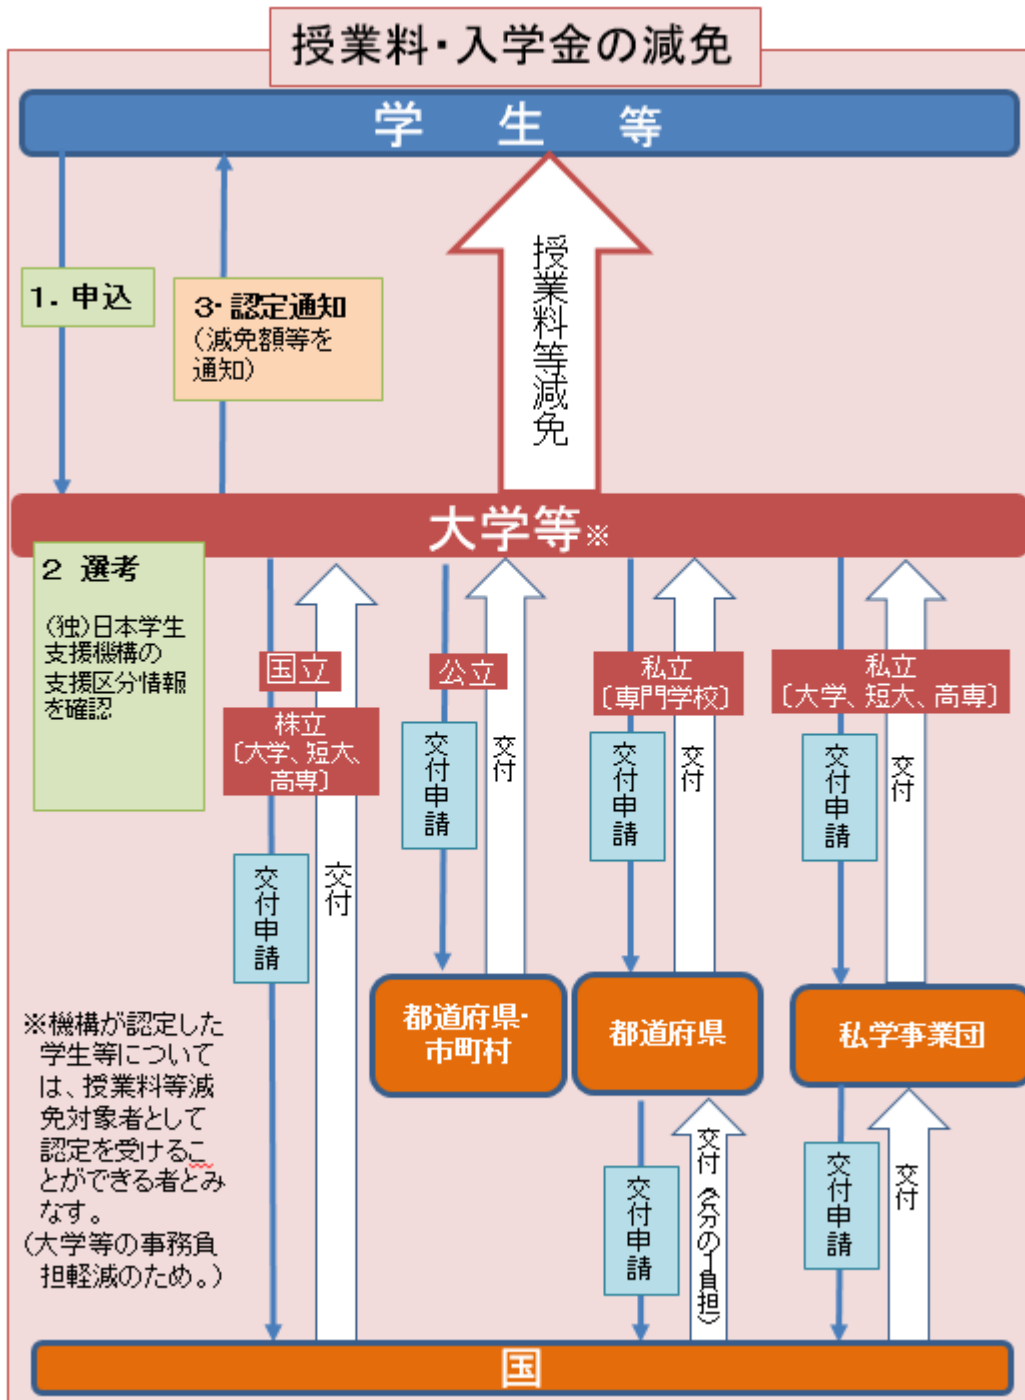 授業料・入学金の減免
学生等
1. 申込
3・認定通知
(減免額等を
通知)
授業料等減免
大学等※
2 選考
(独)日本学生
支援機構の
支援区分情報
を確認
国立
株立
〔大学、短大、
高専〕
交付申請
交付
公立
交付申請
交付
私立
〔専門学校〕
交付申請
交付
私立
〔大学、短大、高専〕
交付申請
交付
都道府県・
市町村
都道府県
私学事業団
※機構が認定した
学生等について
は、授業料等減
免対象者として
認定を受けるこ
とができる者とみ
なす。
(大学等の事務負
担軽減のため。)
交付申請
交付(2分の1負担)
交付申請
交付
国